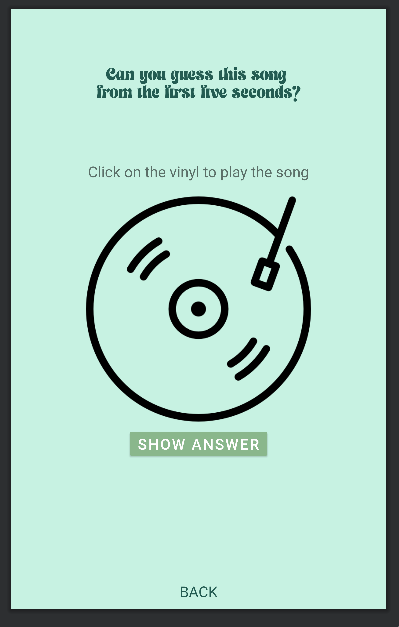 Can you guess this song
from the first five seconds?
Click on the vinyl to play the song
SHOW ANSWER
BACK